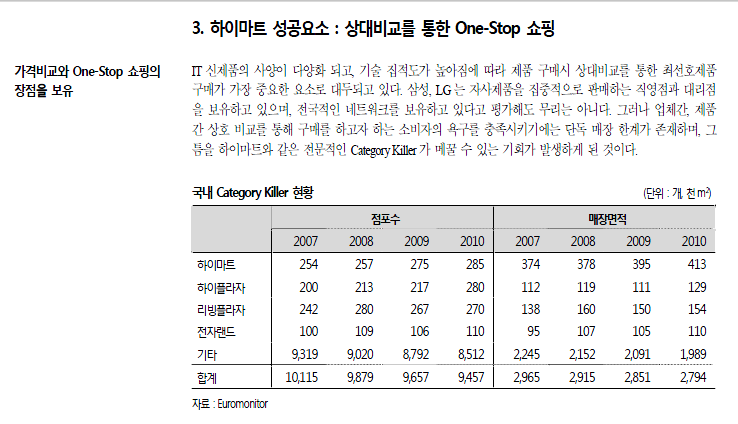 3. 하이마트 성공요소 : 상대비교를 통한 One-Stop 쇼핑
가격비교와 One-Stop 쇼핑의
장점을 보유
IT 신제품의 사양이 다양화 되고, 기술 집적도가 높아짐에 따라 제품 구매시 상대비교를 통한 최선호제품
구매가 가장 중요한 요소로 대두되고 있다. 삼성, LG는 자사제품을 집중적으로 판매하는 직영점과 대리점
을 보유하고 있으며, 전국적인 네트워크를 보유하고 있다고 평가해도 무리는 아니다. 그러나 업체간, 제품
간 상호 비교를 통해 구매를 하고자 하는 소비자의 욕구를 충족시키기에는 단독 매장 한계가 존재하며, 그
틈을 하이마트와 같은 전문적인 Category Killer가 메꿀 수 있는 기회가 발생하게 된 것이다.
국내 Category Killer 현황 (단위 : 개, 천㎡)
점포수 매장면적
2007 2008 2009 2010 2007 2008 2009 2010
하이마트 254 257 275 285 374 378 395 413
하이플라자 200 213 217 280 112 119 111 129
리빙플라자 242 280 267 270 138 160 150 154
전자랜드 100 109 106 110 95 107 105 110
기타 9,319 9,020 8,792 8,512 2,245 2,152 2,091 1,989
합계 10,115 9,879 9,657 9,457 2,965 2,915 2,851 2,794
자료 : Euromonitor